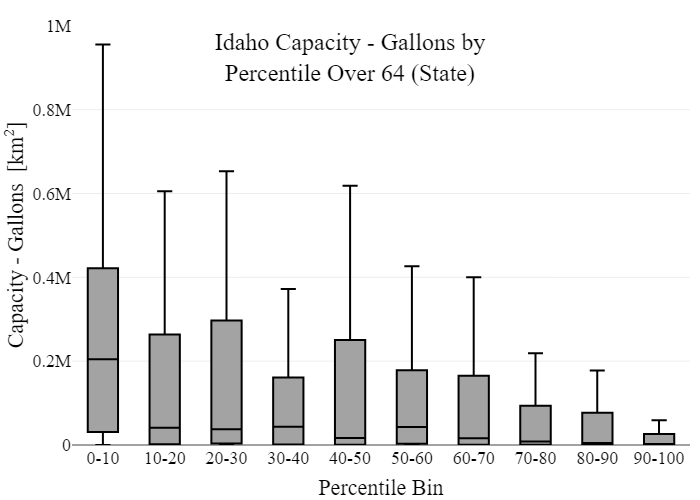 Idaho Capacity - Gallons by
Percentile Over 64 (State)
Capacity - Gallons [km²]
1M
0.8M
0.6M
0.4M
0.2M
0
0-10 10-20 20-30 30-40 40-50 50-60 60-70 70-80 80-90 90-100
Percentile Bin